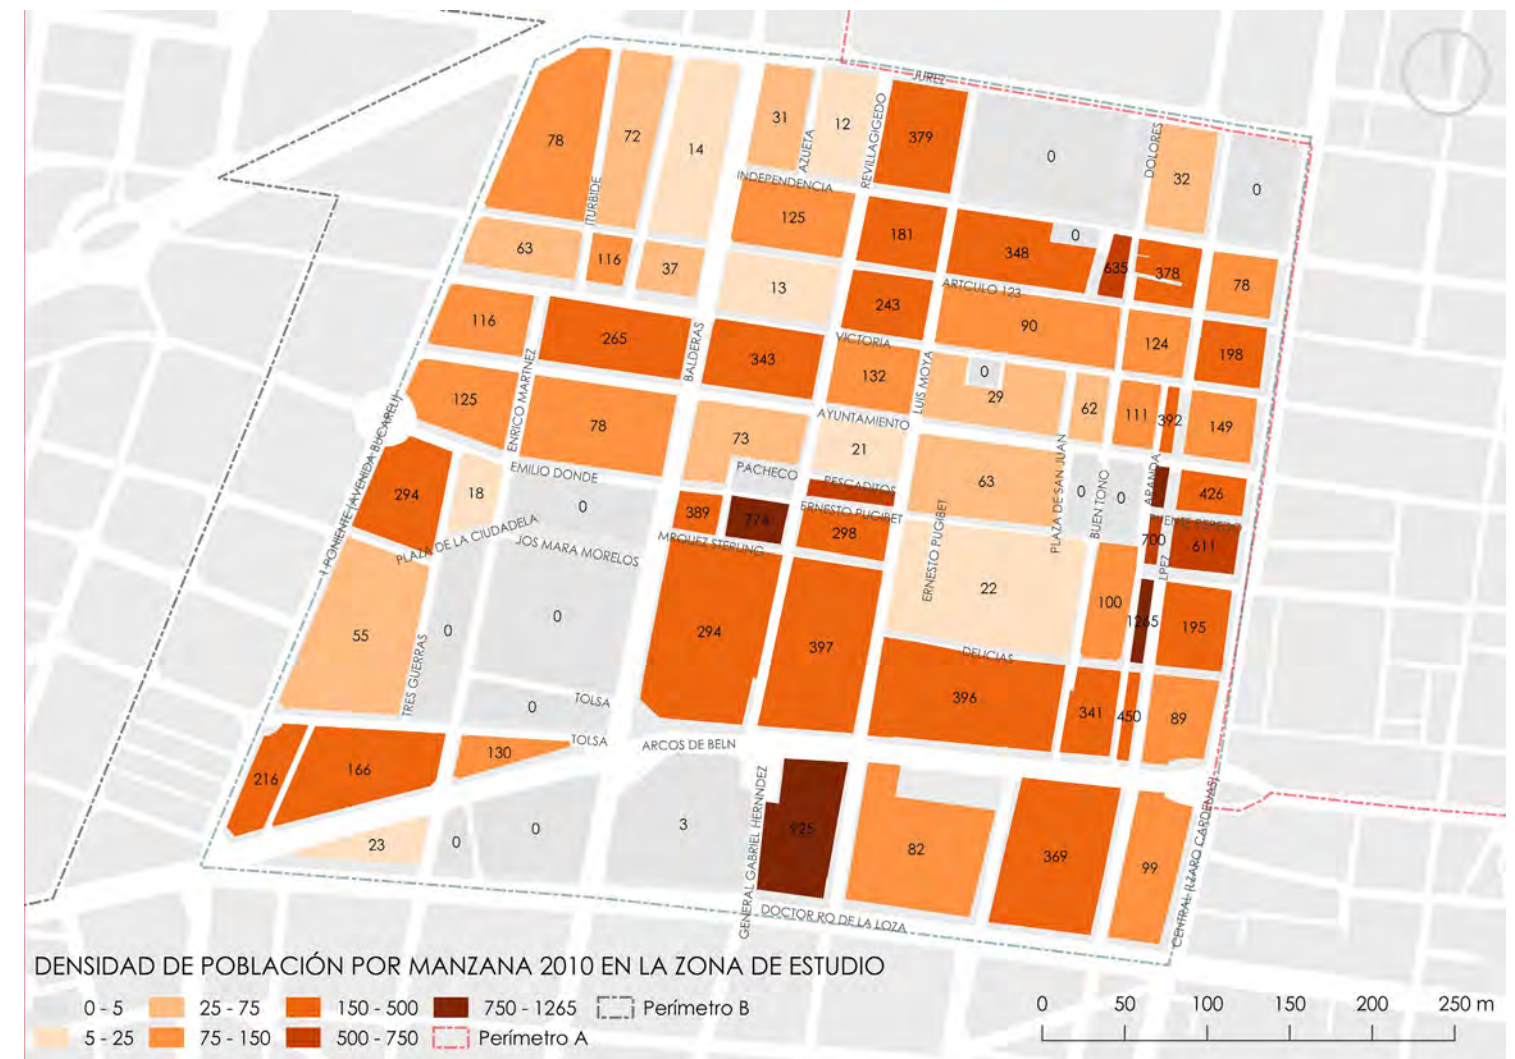 JUREZ
31
12
379
AZUETA
REVILLAGIGEDO
DOLORES
78
72
14
0
32
0
INDEPENDENCIA
ITURBIDE
125
181
348
0
635
378
78
63
116
37
13
ARTCULO 123
243
90
124
198
116
265
BALDERAS
343
VICTORIA
132
LUIS MOYA
0
29
62
111
392
149
125
ENRICO MARTNEZ
78
AYUNTAMIENTO
73
21
PACHECO
EMILIO DONDE
PESCADITOS
63
PLAZA DE SAN JUAN
0
BUEN TONO
0
ARANDA
426
294
18
0
389
ERNESTO PUGIBET
298
PLAZA DE LA CIUDADELA
JOS MARA MORELOS
MRQUEZ STERLING
ERNESTO PUGIBET
700
611
LPEZ
1 PONIENTE (AVENIDA BUCARELI)
22
100
1265
195
55
0
0
294
397
TRES GUERRAS
DELICIAS
0
TOLSA
396
341
450
89
TOLSA
ARCOS DE BELN
216
166
130
GENERAL GABRIEL HERNNDEZ
925
82
369
99
23
0
0
3
DOCTOR RO DE LA LOZA
DENSIDAD DE POBLACIÓN POR MANZANA 2010 EN LA ZONA DE ESTUDIO
0 - 5
25 - 75
150 - 500
750 - 1265
Perímetro B
5 - 25
75 - 150
500 - 750
Perímetro A
0
50
100
150
200
250 m